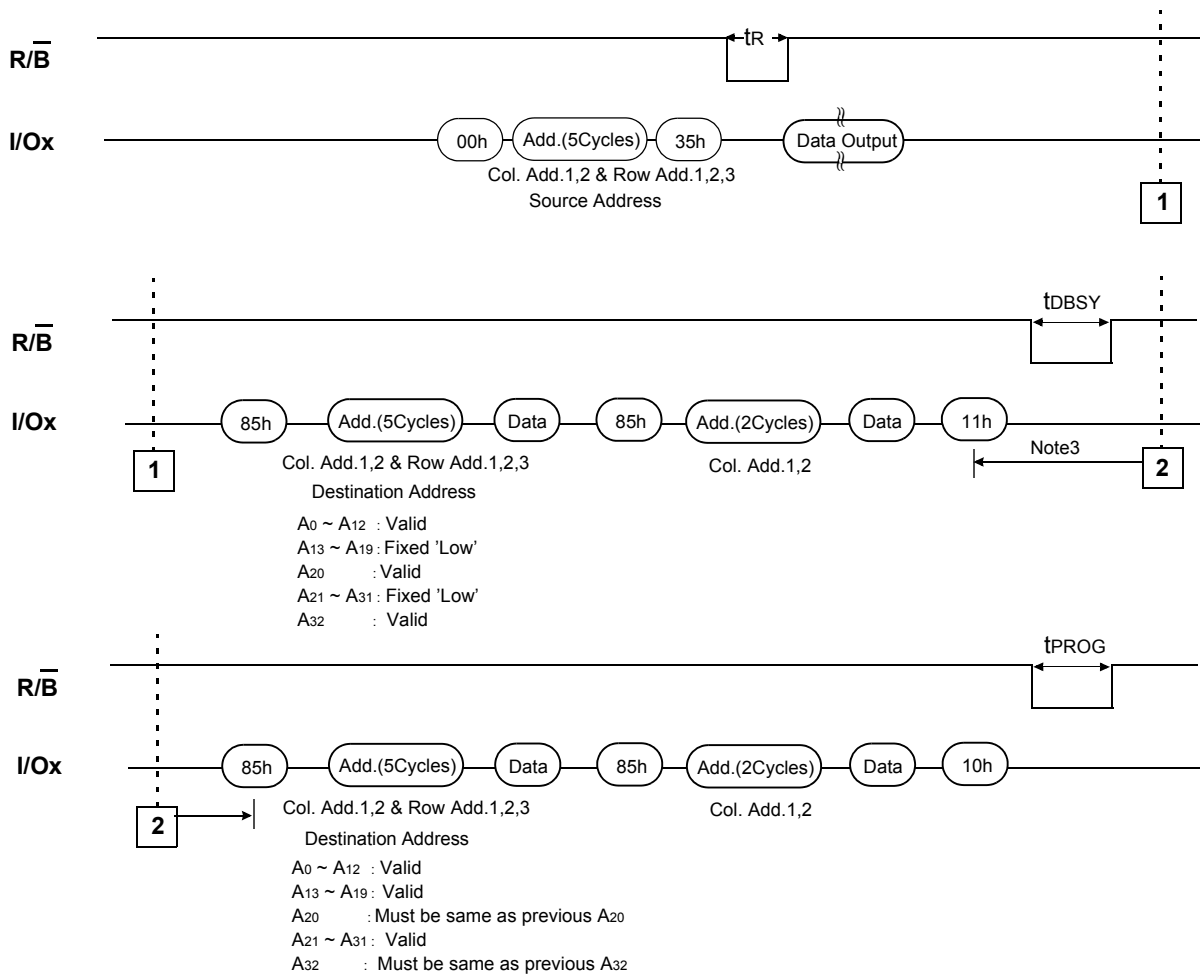 tR
R/B
I/Ox 00h Add.(5Cycles) 35h Data Output
Col. Add.1,2 & Row Add.1,2,3
Source Address
1
tDBSY
R/B
I/Ox 85h Add.(5Cycles) Data 85h Add.(2Cycles) Data 11h
1 Col. Add.1,2 & Row Add.1,2,3 Col. Add.1,2 Note3 2
Destination Address
A0 ~ A12 : Valid
A13 ~ A19 : Fixed 'Low'
A20 : Valid
A21 ~ A31 : Fixed 'Low'
A32 : Valid
tPROG
R/B
I/Ox 85h Add.(5Cycles) Data 85h Add.(2Cycles) Data 10h
2 Col. Add.1,2 & Row Add.1,2,3 Col. Add.1,2
Destination Address
A0 ~ A12 : Valid
A13 ~ A19 : Valid
A20 : Must be same as previous A20
A21 ~ A31 : Valid
A32 : Must be same as previous A32